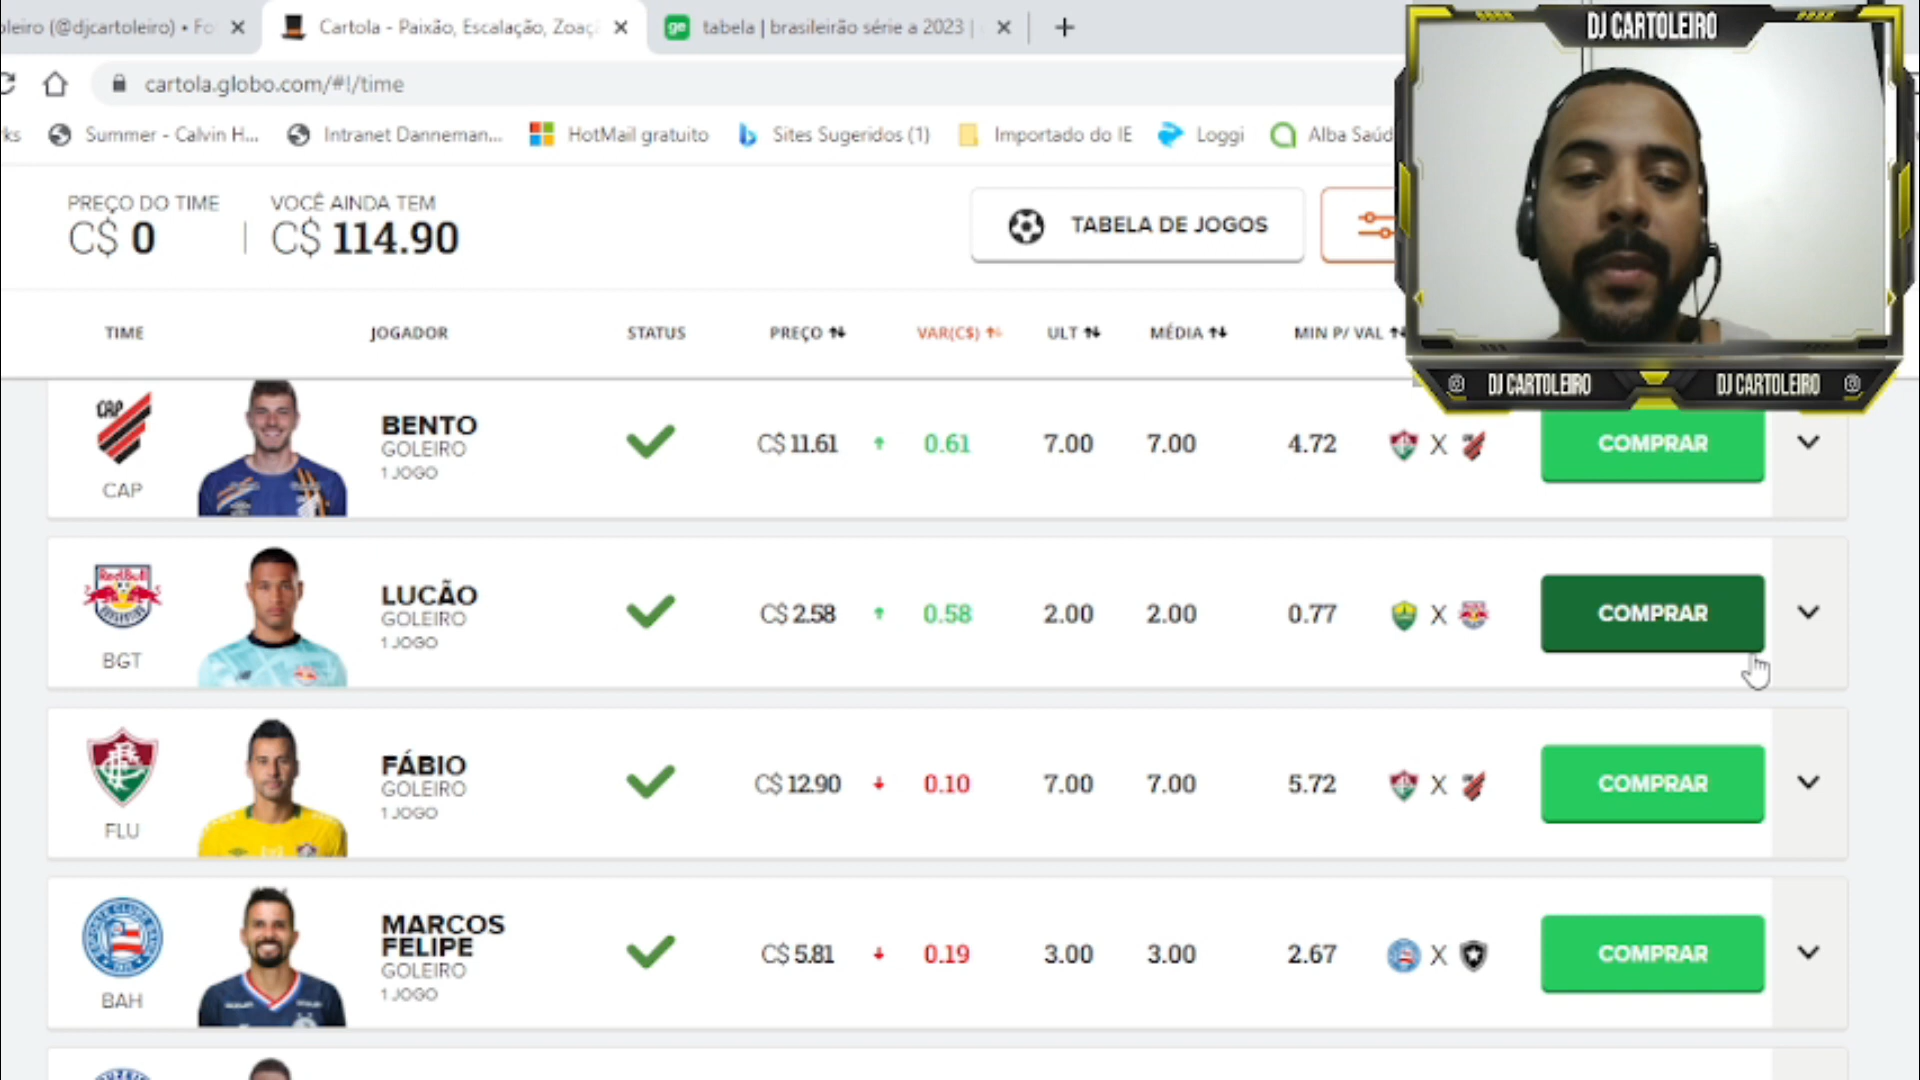 oleiro (@djcartoleiro) • Fo
Cartola - Paixão, Escalação, Zoaç
ge
tabela | brasileirão série a 2023 |
DJ CARTOLEIRO
cartola.globo.com/#!/time
ks
Summer - Calvin H...
Intranet Danneman...
HotMail gratuito
Sites Sugeridos (1)
Importado do IE
Loggi
Alba Saúd
PREÇO DO TIME
C$ 0
VOCÊ AINDA TEM
C$ 114.90
TABELA DE JOGOS
TIME
JOGADOR
STATUS
PREÇO
VAR(C$)
ULT
MÉDIA
MIN P/ VAL
DJ CARTOLEIRO
DJ CARTOLEIRO
CAP
CAP
BENTO
GOLEIRO
1 JOGO
C$ 11.61
0.61
7.00
7.00
4.72
X
COMPRAR
RedBull
BGT
LUCÃO
GOLEIRO
1 JOGO
C$ 2.58
0.58
2.00
2.00
0.77
X
COMPRAR
FLU
FÁBIO
GOLEIRO
1 JOGO
C$ 12.90
0.10
7.00
7.00
5.72
X
COMPRAR
BAH
MARCOS
FELIPE
GOLEIRO
1 JOGO
C$ 5.81
0.19
3.00
3.00
2.67
X
COMPRAR